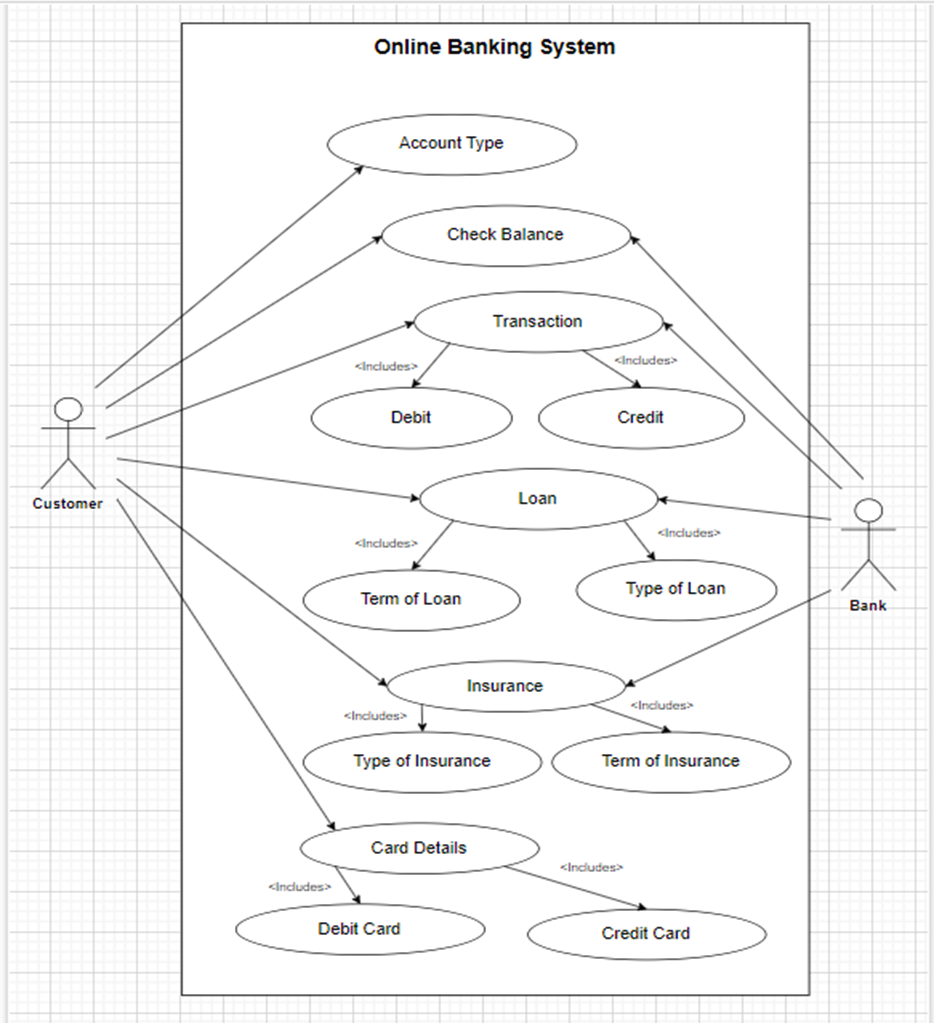 Online Banking System
Account Type
Check Balance
Transaction
<Includes>
<Includes>
Debit
Credit
Customer
Loan
<Includes>
<Includes>
Term of Loan
Type of Loan
Bank
Insurance
<Includes>
<Includes>
Type of Insurance
Term of Insurance
Card Details
<Includes>
<Includes>
Debit Card
Credit Card